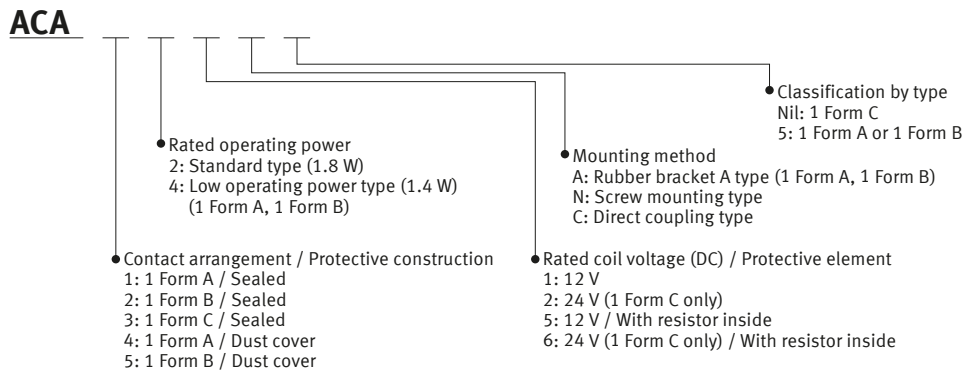 ACA
Classification by type
Nil: 1 Form C
5: 1 Form A or 1 Form B
Rated operating power
2: Standard type (1.8 W)
4: Low operating power type (1.4 W)
(1 Form A, 1 Form B)
Mounting method
A: Rubber bracket A type (1 Form A, 1 Form B)
N: Screw mounting type
C: Direct coupling type
Contact arrangement / Protective construction
1: 1 Form A / Sealed
2: 1 Form B / Sealed
3: 1 Form C / Sealed
4: 1 Form A / Dust cover
5: 1 Form B / Dust cover
Rated coil voltage (DC) / Protective element
1: 12 V
2: 24 V (1 Form C only)
5: 12 V / With resistor inside
6: 24 V (1 Form C only) / With resistor inside